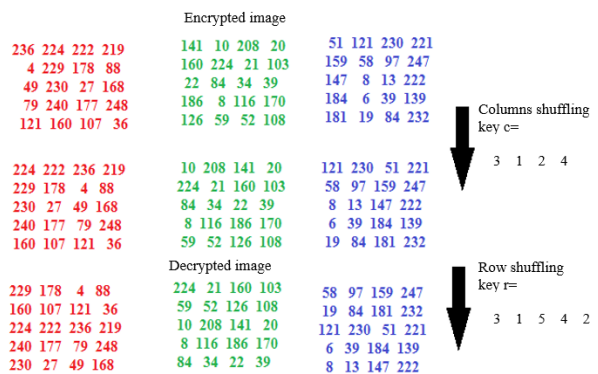 Encrypted image
236 224 222 219
4 229 178 88
49 230 27 168
79 240 177 248
121 160 107 36
141 10 208 20
160 224 21 103
22 84 34 39
186 8 116 170
126 59 52 108
51 121 230 221
159 58 97 247
147 8 13 222
184 6 39 139
181 19 84 232
Columns shuffling
key c=
3 1 2 4
224 222 236 219
229 178 4 88
230 27 49 168
240 177 79 248
160 107 121 36
10 208 141 20
224 21 160 103
84 34 22 39
8 116 186 170
59 52 126 108
121 230 51 221
58 97 159 247
8 13 147 222
6 39 184 139
19 84 181 232
Decrypted image
229 178 4 88
160 107 121 36
224 222 236 219
240 177 79 248
230 27 49 168
224 21 160 103
59 52 126 108
10 208 141 20
8 116 186 170
84 34 22 39
58 97 159 247
19 84 181 232
121 230 51 221
6 39 184 139
8 13 147 222
Row shuffling
key r=
3 1 5 4 2